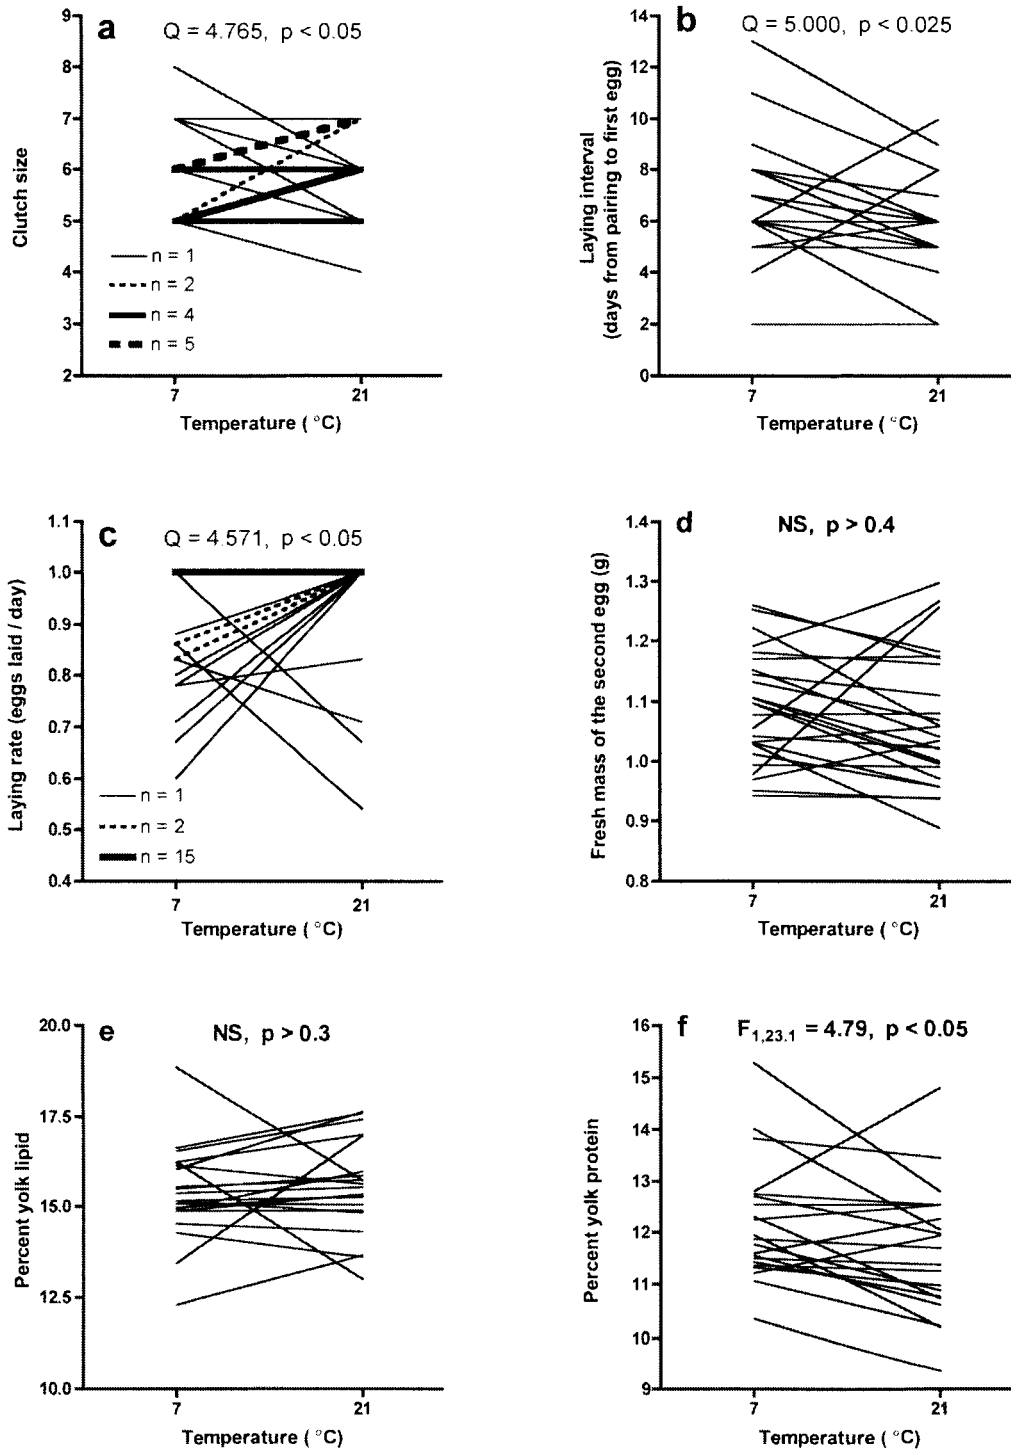 a Q = 4.765, p < 0.05
9
8
7
6
5
4
3
2
Clutch size
n = 1
n = 2
n = 4
n = 5
7 21
Temperature ( °C)
b Q = 5.000, p < 0.025
14
12
10
8
6
4
2
0
Laying interval
(days from pairing to first egg)
7 21
Temperature ( °C)
c Q = 4.571, p < 0.05
1.1
1.0
0.9
0.8
0.7
0.6
0.5
0.4
Laying rate (eggs laid / day)
n = 1
n = 2
n = 15
7 21
Temperature ( °C)
d NS, p > 0.4
1.4
1.3
1.2
1.1
1.0
0.9
0.8
Fresh mass of the second egg (g)
7 21
Temperature ( °C)
e NS, p > 0.3
20.0
17.5
15.0
12.5
10.0
Percent yolk lipid
7 21
Temperature ( °C)
f F1,23.1 = 4.79, p < 0.05
16
15
14
13
12
11
10
9
Percent yolk protein
7 21
Temperature ( °C)